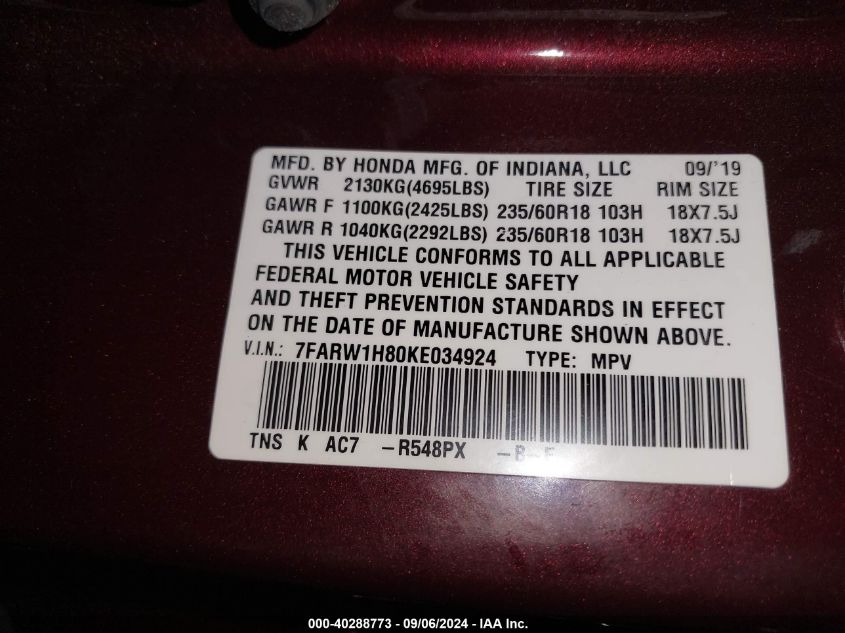 MFD. BY HONDA MFG. OF INDIANA, LLC 09/'19
GVWR 2130KG(4695LBS) TIRE SIZE RIM SIZE
GAWR F 1100KG(2425LBS) 235/60R18 103H 18X7.5J
GAWR R 1040KG(2292LBS) 235/60R18 103H 18X7.5J
THIS VEHICLE CONFORMS TO ALL APPLICABLE
FEDERAL MOTOR VEHICLE SAFETY
AND THEFT PREVENTION STANDARDS IN EFFECT
ON THE DATE OF MANUFACTURE SHOWN ABOVE.
V.I.N.: 7FARW1H80KE034924 TYPE: MPV
TNS K AC7 -R548PX
000-40288773 - 09/06/2024 - IAA Inc.